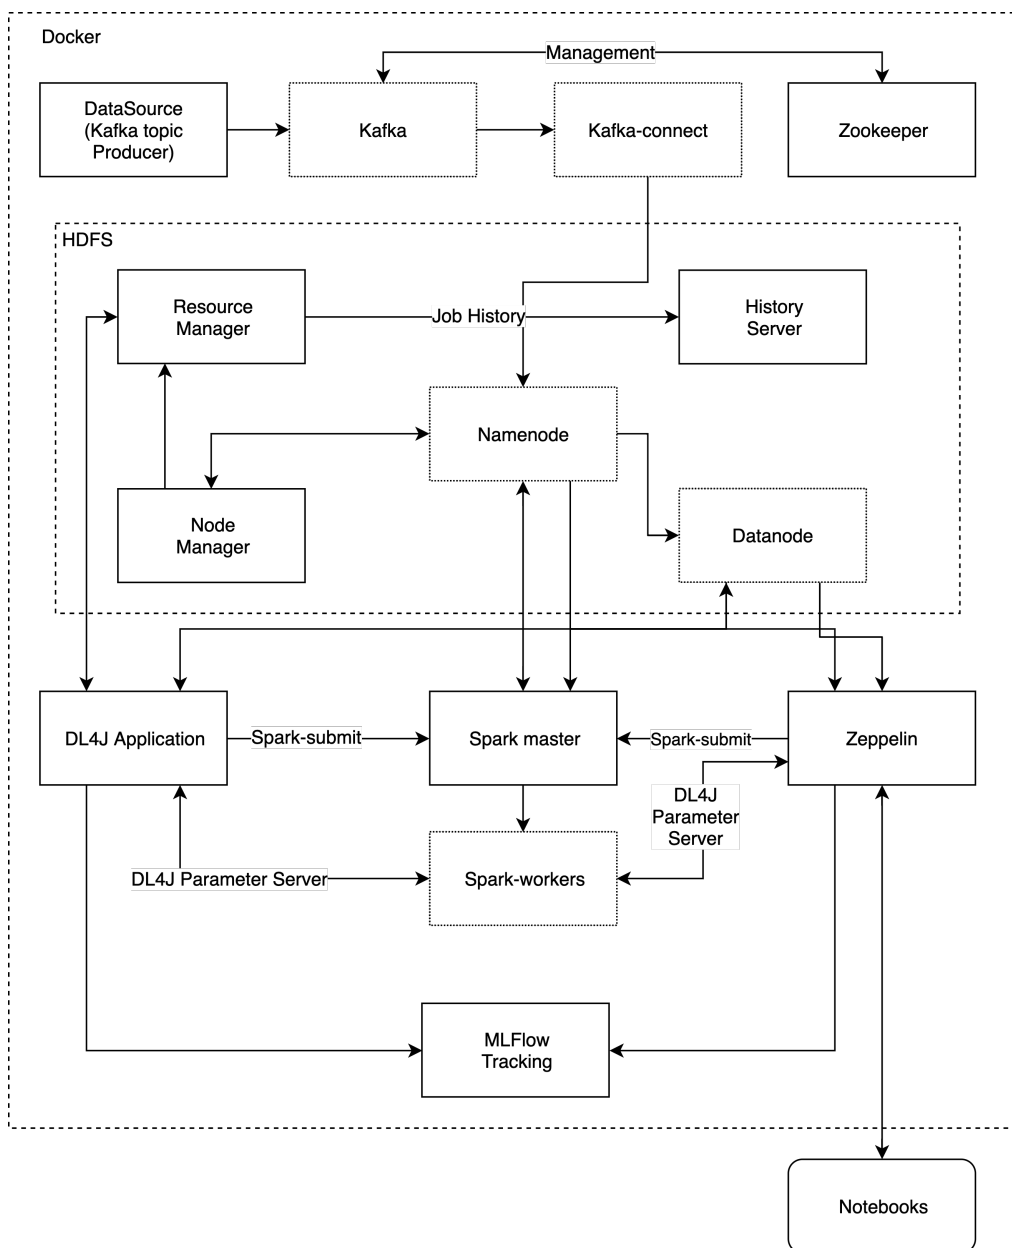 Docker
Management
DataSource
(Kafka topic
Producer)
Kafka
Kafka-connect
Zookeeper
HDFS
Resource
Manager
Job History
History
Server
Namenode
Node
Manager
Datanode
DL4J Application
Spark-submit
Spark master
Spark-submit
Zeppelin
DL4J
Parameter
Server
DL4J Parameter Server
Spark-workers
MLFlow
Tracking
Notebooks